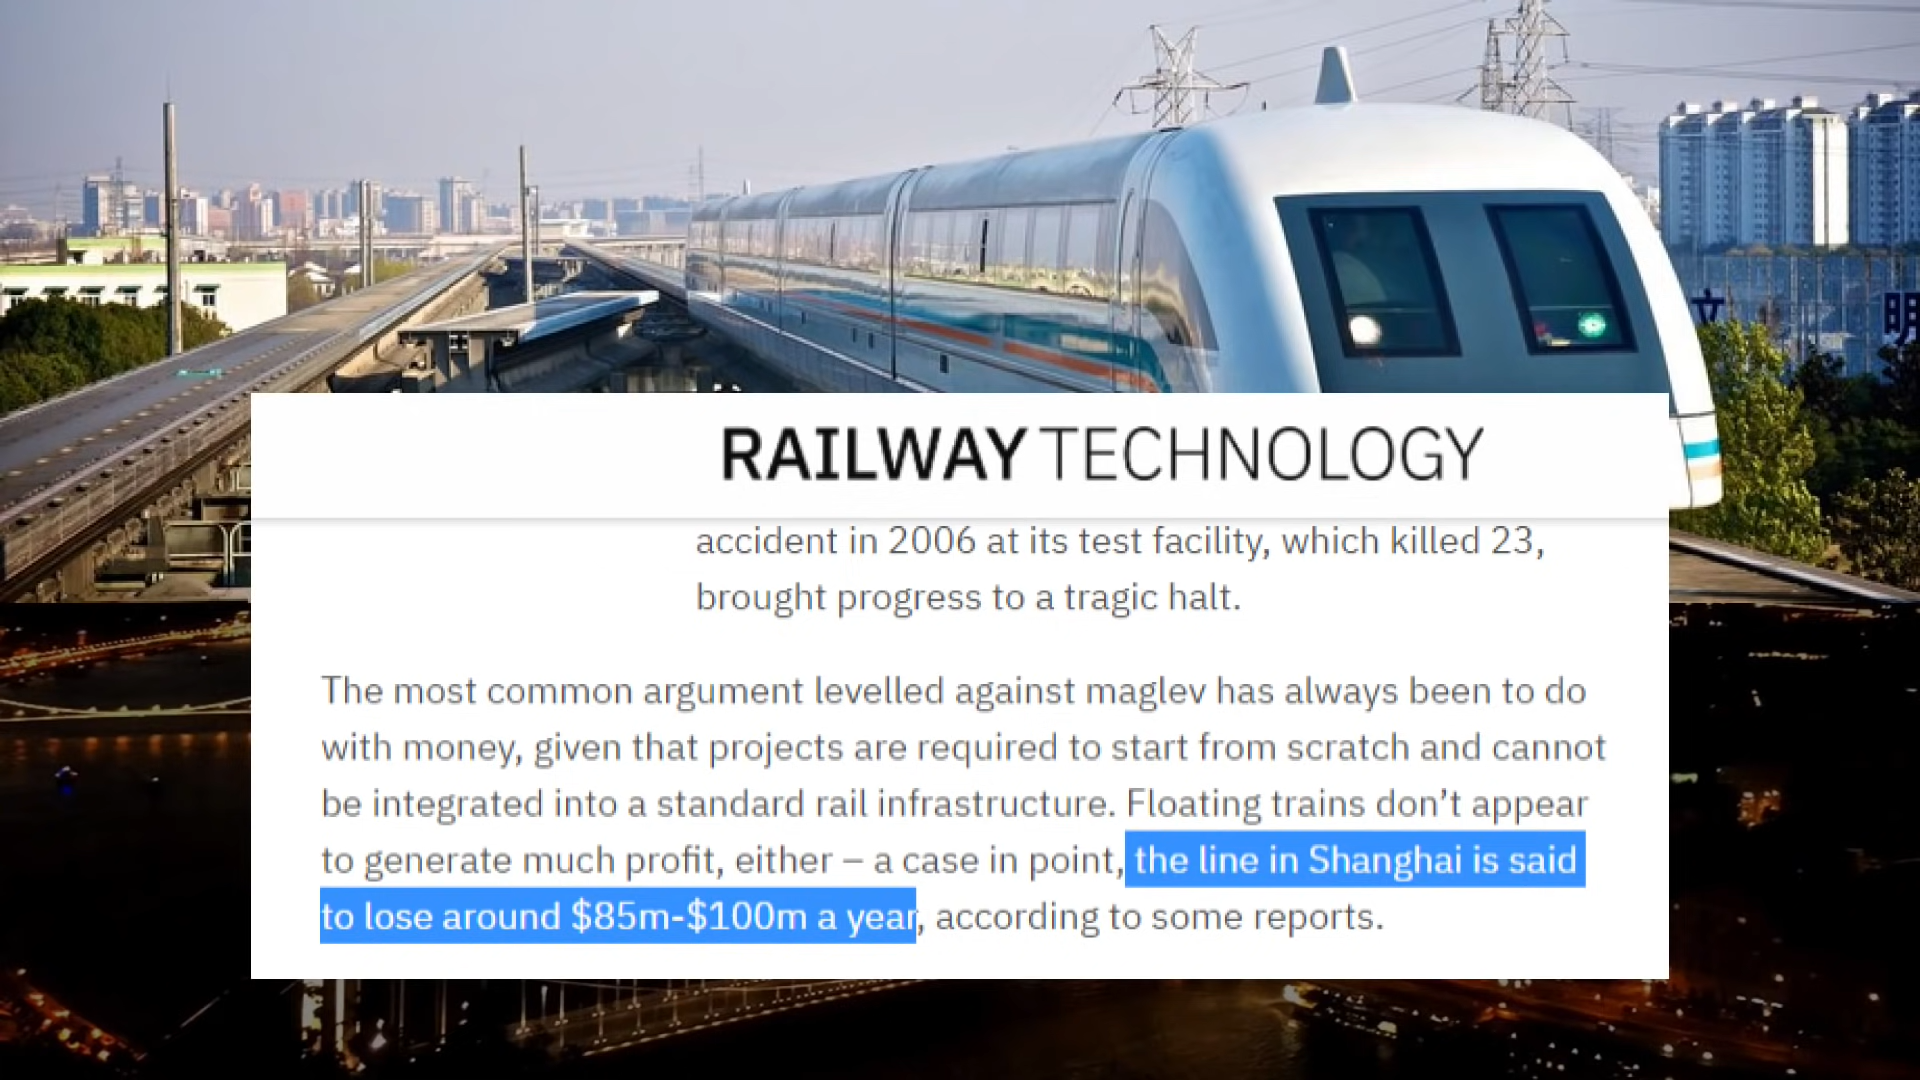 立 明
RAILWAY TECHNOLOGY
accident in 2006 at its test facility, which killed 23,
brought progress to a tragic halt.
The most common argument levelled against maglev has always been to do
with money, given that projects are required to start from scratch and cannot
be integrated into a standard rail infrastructure. Floating trains don’t appear
to generate much profit, either – a case in point, the line in Shanghai is said
to lose around $85m-$100m a year, according to some reports.